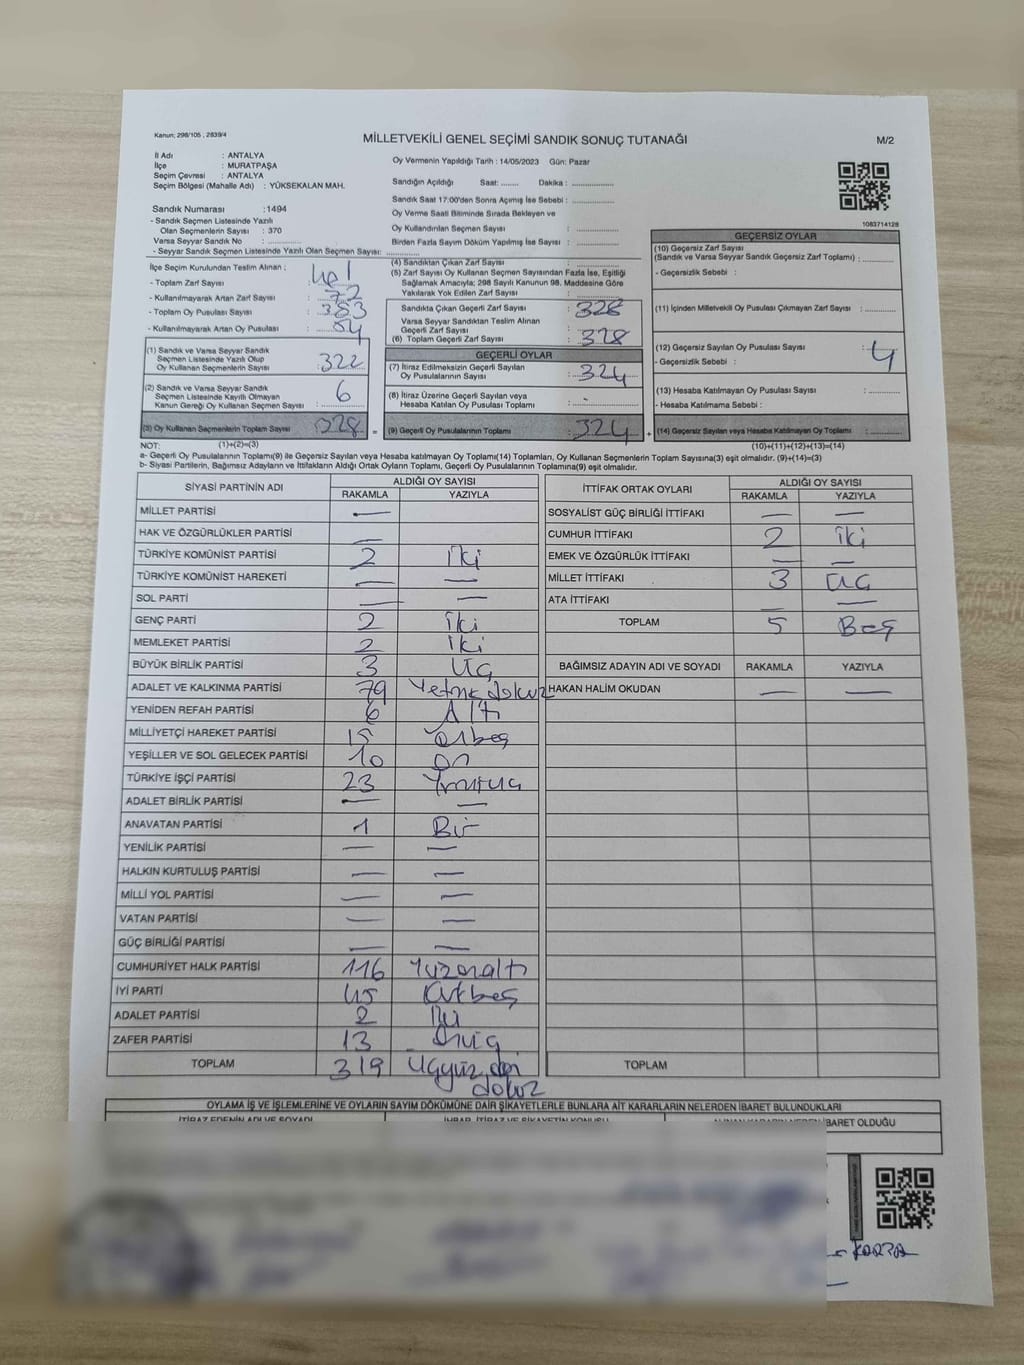 Kanun; 298/105 , 2839/4
MİLLETVEKİLİ GENEL SEÇİMİ SANDIK SONUÇ TUTANAĞI
M/2
İl Adı : ANTALYA
İlçe : MURATPAŞA
Seçim Çevresi : ANTALYA
Seçim Bölgesi (Mahalle Adı) : YÜKSEKALAN MAH.
Sandık Numarası : 1494
- Sandık Seçmen Listesinde Yazılı
Olan Seçmenlerin Sayısı : 370
Varsa Seyyar Sandık No : ..............
- Seyyar Sandık Seçmen Listesinde Yazılı Olan Seçmen Sayısı: ..............
Oy Vermenin Yapıldığı Tarih : 14/05/2023 Gün: Pazar
Sandığın Açıldığı Saat: ....... Dakika : ..............
Sandık Saat 17:00'den Sonra Açılmış İse Sebebi : ..............
Oy Verme Saati Bitiminde Sırada Bekleyen ve
Oy Kullandırılan Seçmen Sayısı : ..............
Birden Fazla Sayım Döküm Yapılmış İse Sayısı : ..............
1083714128
İlçe Seçim Kurulundan Teslim Alınan ;
- Toplam Zarf Sayısı :
- Kullanılmayarak Artan Zarf Sayısı : 72
- Toplam Oy Pusulası Sayısı : 383
- Kullanılmayarak Artan Oy Pusulası :
(1) Sandık ve Varsa Seyyar Sandık
Seçmen Listesinde Yazılı Olup
Oy Kullanan Seçmenlerin Sayısı : 322
(2) Sandık ve Varsa Seyyar Sandık
Seçmen Listesinde Kayıtlı Olmayan
Kanun Gereği Oy Kullanan Seçmen Sayısı : 6
(3) Oy Kullanan Seçmenlerin Toplam Sayısı : 328
(4) Sandıktan Çıkan Zarf Sayısı : ..............
(5) Zarf Sayısı Oy Kullanan Seçmen Sayısından Fazla İse, Eşitliği
Sağlamak Amacıyla; 298 Sayılı Kanunun 98. Maddesine Göre
Yakılarak Yok Edilen Zarf Sayısı : ..............
Sandıkta Çıkan Geçerli Zarf Sayısı : 328
Varsa Seyyar Sandıktan Teslim Alınan
Geçerli Zarf Sayısı : ..............
(6) Toplam Geçerli Zarf Sayısı : 328
GEÇERLİ OYLAR
(7) İtiraz Edilmeksizin Geçerli Sayılan
Oy Pusulalarının Sayısı : 324
(8) İtiraz Üzerine Geçerli Sayılan veya
Hesaba Katılan Oy Pusulası Toplamı : -
= (9) Geçerli Oy Pusulalarının Toplamı : 324
GEÇERSİZ OYLAR
(10) Geçersiz Zarf Sayısı
(Sandık ve Varsa Seyyar Sandık Geçersiz Zarf Toplamı) : ..............
- Geçersizlik Sebebi :
(11) İçinden Milletvekili Oy Pusulası Çıkmayan Zarf Sayısı : ..............
(12) Geçersiz Sayılan Oy Pusulası Sayısı : 4
- Geçersizlik Sebebi :
(13) Hesaba Katılmayan Oy Pusulası Sayısı : ..............
- Hesaba Katılmama Sebebi :
+ (14) Geçersiz Sayılan veya Hesaba Katılmayan Oy Toplamı : ..............
NOT: (1)+(2)=(3) (10)+(11)+(12)+(13)=(14)
a- Geçerli Oy Pusulalarının Toplamı(9) ile Geçersiz Sayılan veya Hesaba katılmayan Oy Toplamı(14) Toplamları, Oy Kullanan Seçmenlerin Toplam Sayısına(3) eşit olmalıdır. (9)+(14)=(3)
b- Siyasi Partilerin, Bağımsız Adayların ve İttifakların Aldığı Ortak Oyların Toplamı, Geçerli Oy Pusulalarının Toplamına(9) eşit olmalıdır.
SİYASİ PARTİNİN ADI ALDIĞI OY SAYISI
RAKAMLA YAZIYLA
MİLLET PARTİSİ —
HAK VE ÖZGÜRLÜKLER PARTİSİ —
TÜRKİYE KOMÜNİST PARTİSİ 2 İki
TÜRKİYE KOMÜNİST HAREKETİ — —
SOL PARTİ — —
GENÇ PARTİ 2 İki
MEMLEKET PARTİSİ 2 İki
BÜYÜK BİRLİK PARTİSİ 3 Üç
ADALET VE KALKINMA PARTİSİ 79 Yetmiş dokuz
YENİDEN REFAH PARTİSİ 6 Altı
MİLLİYETÇİ HAREKET PARTİSİ 15 Onbeş
YEŞİLLER VE SOL GELECEK PARTİSİ 10 On
TÜRKİYE İŞÇİ PARTİSİ 23 Yirmiüç
ADALET BİRLİK PARTİSİ — —
ANAVATAN PARTİSİ 1 Bir
YENİLİK PARTİSİ — —
HALKIN KURTULUŞ PARTİSİ — —
MİLLİ YOL PARTİSİ — —
VATAN PARTİSİ — —
GÜÇ BİRLİĞİ PARTİSİ — —
CUMHURİYET HALK PARTİSİ 116 Yüzonaltı
İYİ PARTİ 45 Kırkbeş
ADALET PARTİSİ 2 İki
ZAFER PARTİSİ 13 Onüç
TOPLAM 319 Üçyüz on dokuz
İTTİFAK ORTAK OYLARI ALDIĞI OY SAYISI
RAKAMLA YAZIYLA
SOSYALİST GÜÇ BİRLİĞİ İTTİFAKI — —
CUMHUR İTTİFAKI 2 İki
EMEK VE ÖZGÜRLÜK İTTİFAKI — —
MİLLET İTTİFAKI 3 Üç
ATA İTTİFAKI — —
TOPLAM 5 Beş
BAĞIMSIZ ADAYIN ADI VE SOYADI RAKAMLA YAZIYLA
HAKAN HALİM OKUDAN — —
TOPLAM
OYLAMA İŞ VE İŞLEMLERİNE VE OYLARIN SAYIM DÖKÜMÜNE DAİR ŞİKAYETLERLE BUNLARA AİT KARARLARIN NELERDEN İBARET BULUNDUKLARI
İTİRAZ EDENİN ADI VE SOYADI İHBAR, İTİRAZ VE ŞİKAYETİN KONUSU BARET OLDUĞU